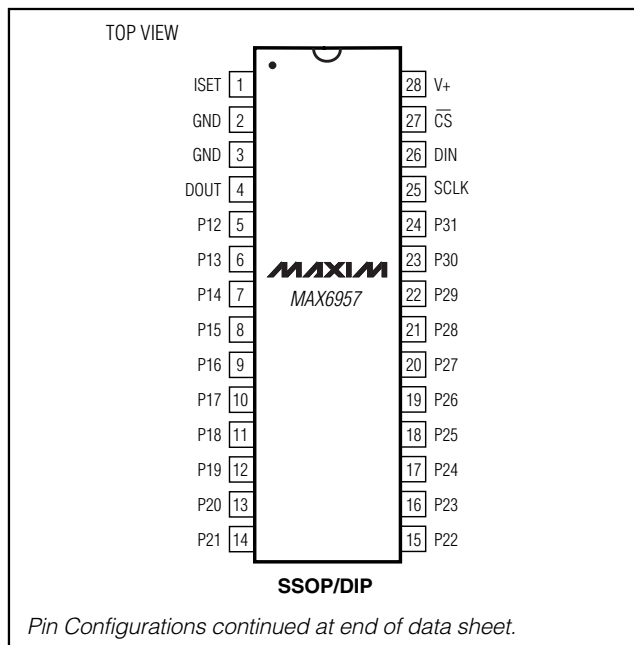 TOP VIEW
ISET 1 28 V+
GND 2 27 C̅S̅
GND 3 26 DIN
DOUT 4 25 SCLK
P12 5 24 P31
P13 6 23 P30
MAXIM
P14 7 22 P29
MAX6957
P15 8 21 P28
P16 9 20 P27
P17 10 19 P26
P18 11 18 P25
P19 12 17 P24
P20 13 16 P23
P21 14 15 P22
SSOP/DIP
Pin Configurations continued at end of data sheet.